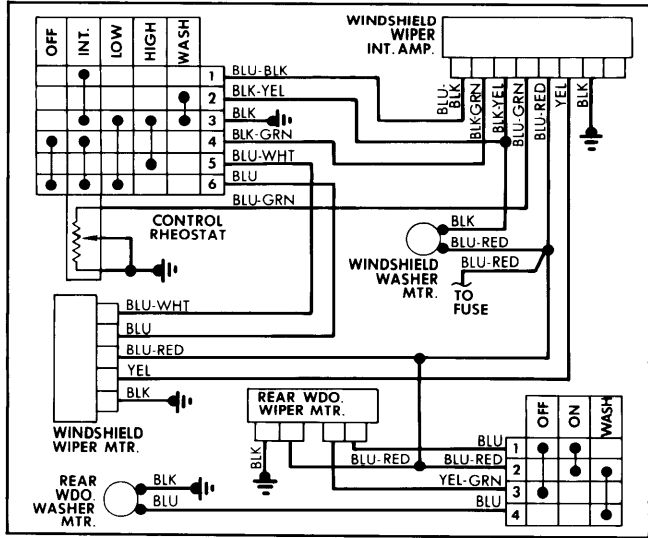 WINDSHIELD
WIPER
INT. AMP.
OFF
INT.
LOW
HIGH
WASH
1
2
3
4
5
6
BLU-BLK
BLK-YEL
BLK
BLK-GRN
BLU-WHT
BLU
BLU-GRN
BLU-
BLK
BLK-GRN
BLK-YEL
BLU-GRN
BLU-RED
YEL
BLK
CONTROL
RHEOSTAT
BLK
BLU-RED
BLU-RED
WINDSHIELD
WASHER
MTR.
TO
FUSE
BLU-WHT
BLU
BLU-RED
YEL
BLK
WINDSHIELD
WIPER MTR.
REAR WDO.
WIPER MTR.
BLK
BLU
BLU-RED
BLU-RED
YEL-GRN
BLU
OFF
ON
WASH
1
2
3
4
REAR
WDO.
WASHER
MTR.
BLK
BLU